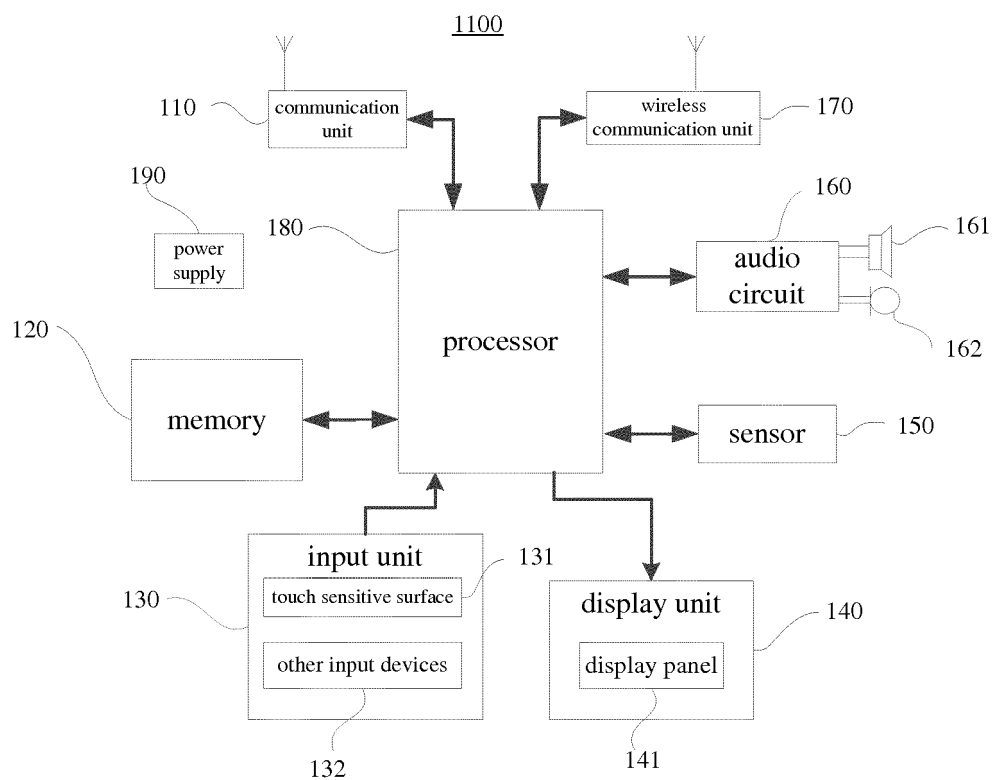 1100
110
communication
unit
wireless
communication unit
170
190
power
supply
180
160
audio
circuit
161
162
processor
120
memory
sensor
150
input unit
131
touch sensitive surface
130
other input devices
132
display unit
140
display panel
141